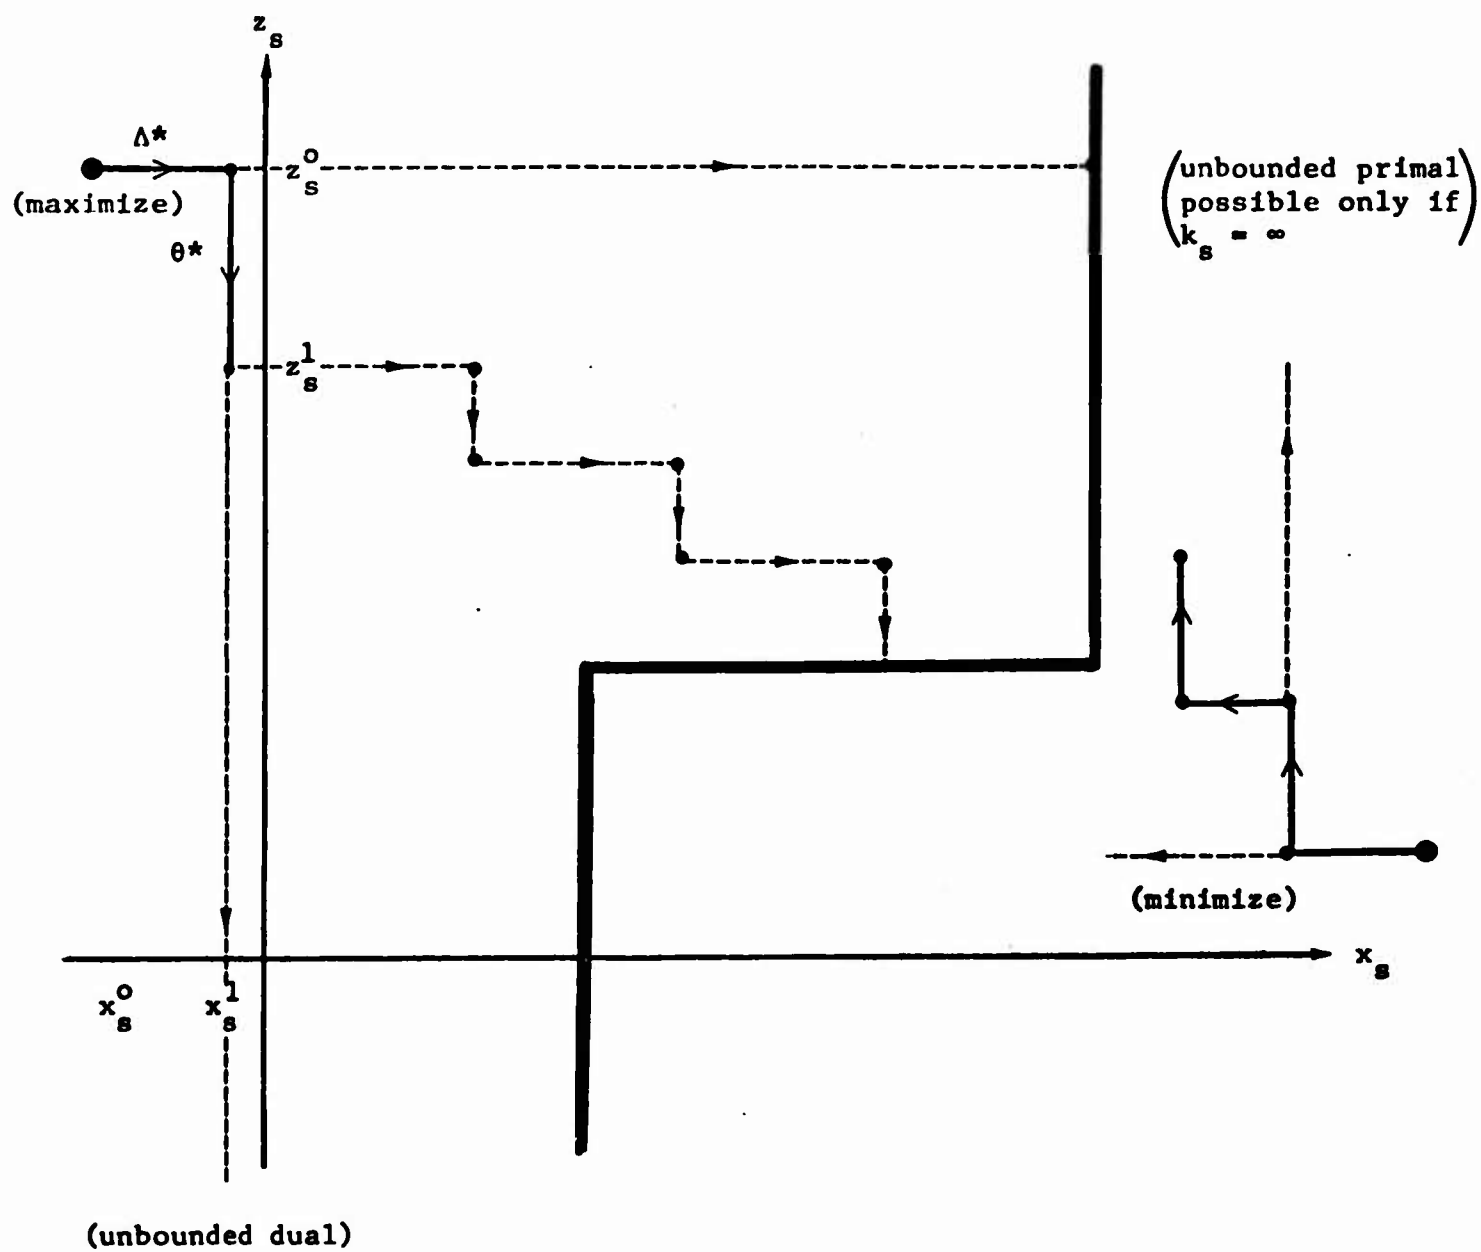 z_s
Λ*
(maximize)
z_s^o
(unbounded primal
possible only if
k_s = ∞)
θ*
z_s^1
(minimize)
x_s
x_s^o
x_s^1
(unbounded dual)